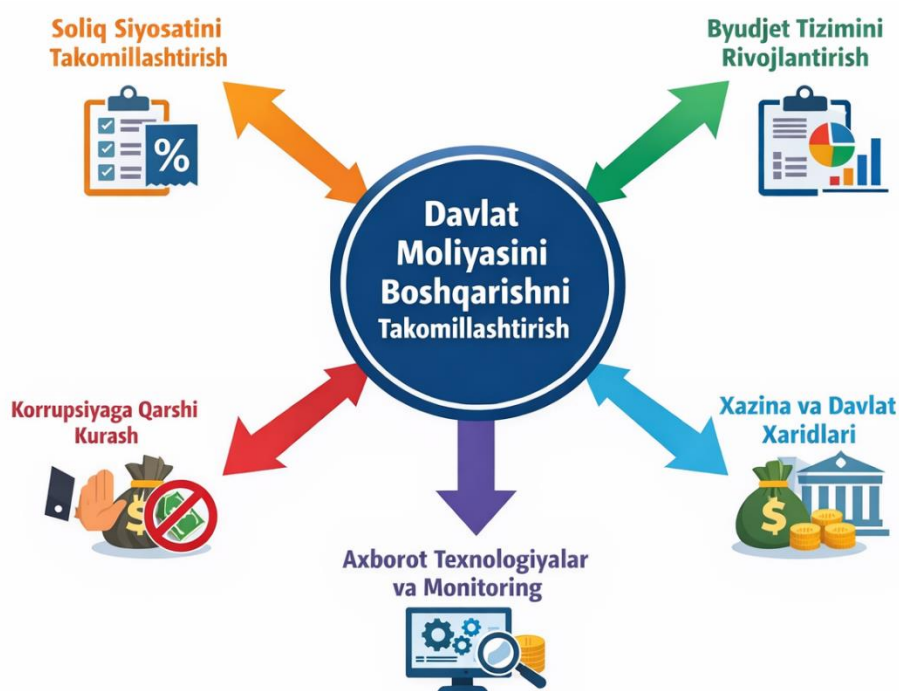 Soliq Siyosatini
Takomillashtirish
%
Byudjet Tizimini
Rivojlantirish
Davlat
Moliyasini
Boshqarishni
Takomillashtirish
Korrupsiyaga Qarshi
Kurash
$
Xazina va Davlat
Xaridlari
$
Axborot Texnologiyalar
va Monitoring